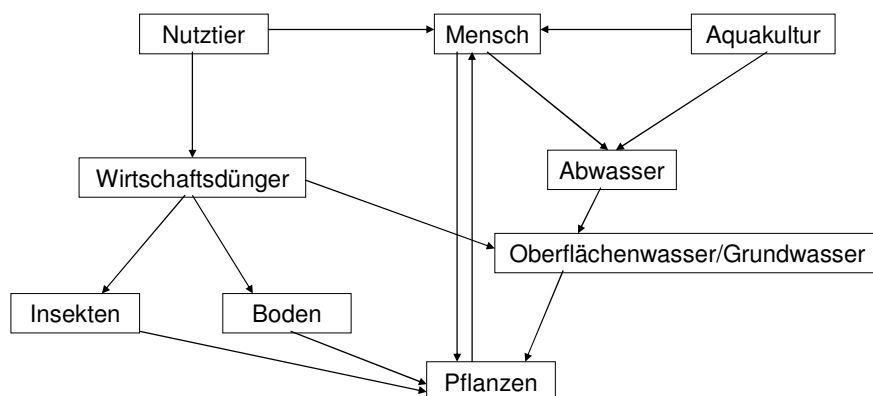 Nutztier
Mensch
Aquakultur
Wirtschaftsdünger
Abwasser
Oberflächenwasser/Grundwasser
Insekten
Boden
Pflanzen